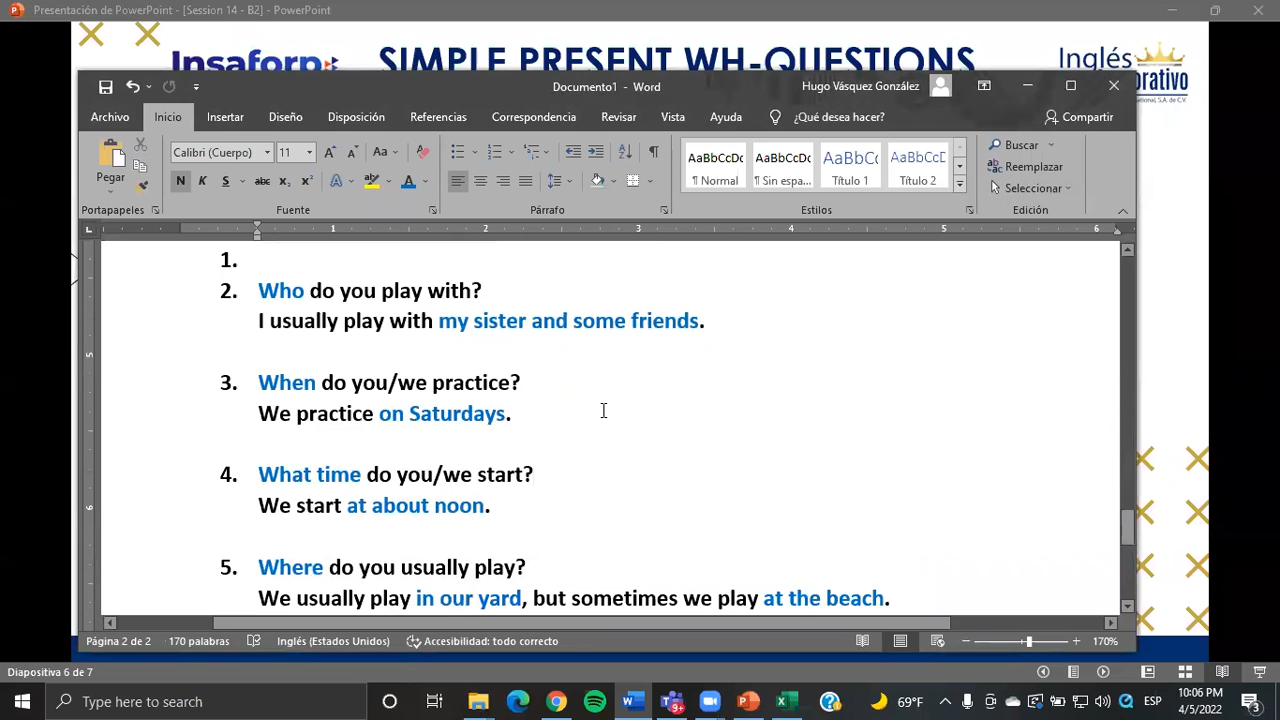 Presentación de PowerPoint - [Session 14 - B2] - PowerPoint
Insaforp
SIMPLE PRESENT WH-QUESTIONS
Inglés
Documento1 - Word
Hugo Vásquez González
Archivo Inicio Insertar Diseño Disposición Referencias Correspondencia Revisar Vista Ayuda ¿Qué desea hacer? Compartir
Pegar
Calibri (Cuerpo) 11
N K S abc
AaBbCcDc AaBbCcDc AaBbCc AaBbCcD
¶ Normal ¶ Sin espa... Título 1 Título 2
Buscar
Reemplazar
Seleccionar
Portapapeles Fuente Párrafo Estilos Edición
1 2 3 4 5 6
1.
2. Who do you play with?
I usually play with my sister and some friends.
3. When do you/we practice?
We practice on Saturdays.
4. What time do you/we start?
We start at about noon.
5. Where do you usually play?
We usually play in our yard, but sometimes we play at the beach.
Página 2 de 2 170 palabras Inglés (Estados Unidos) Accesibilidad: todo correcto 170%
Diapositiva 6 de 7
Type here to search
69°F ESP 10:06 PM
4/5/2022